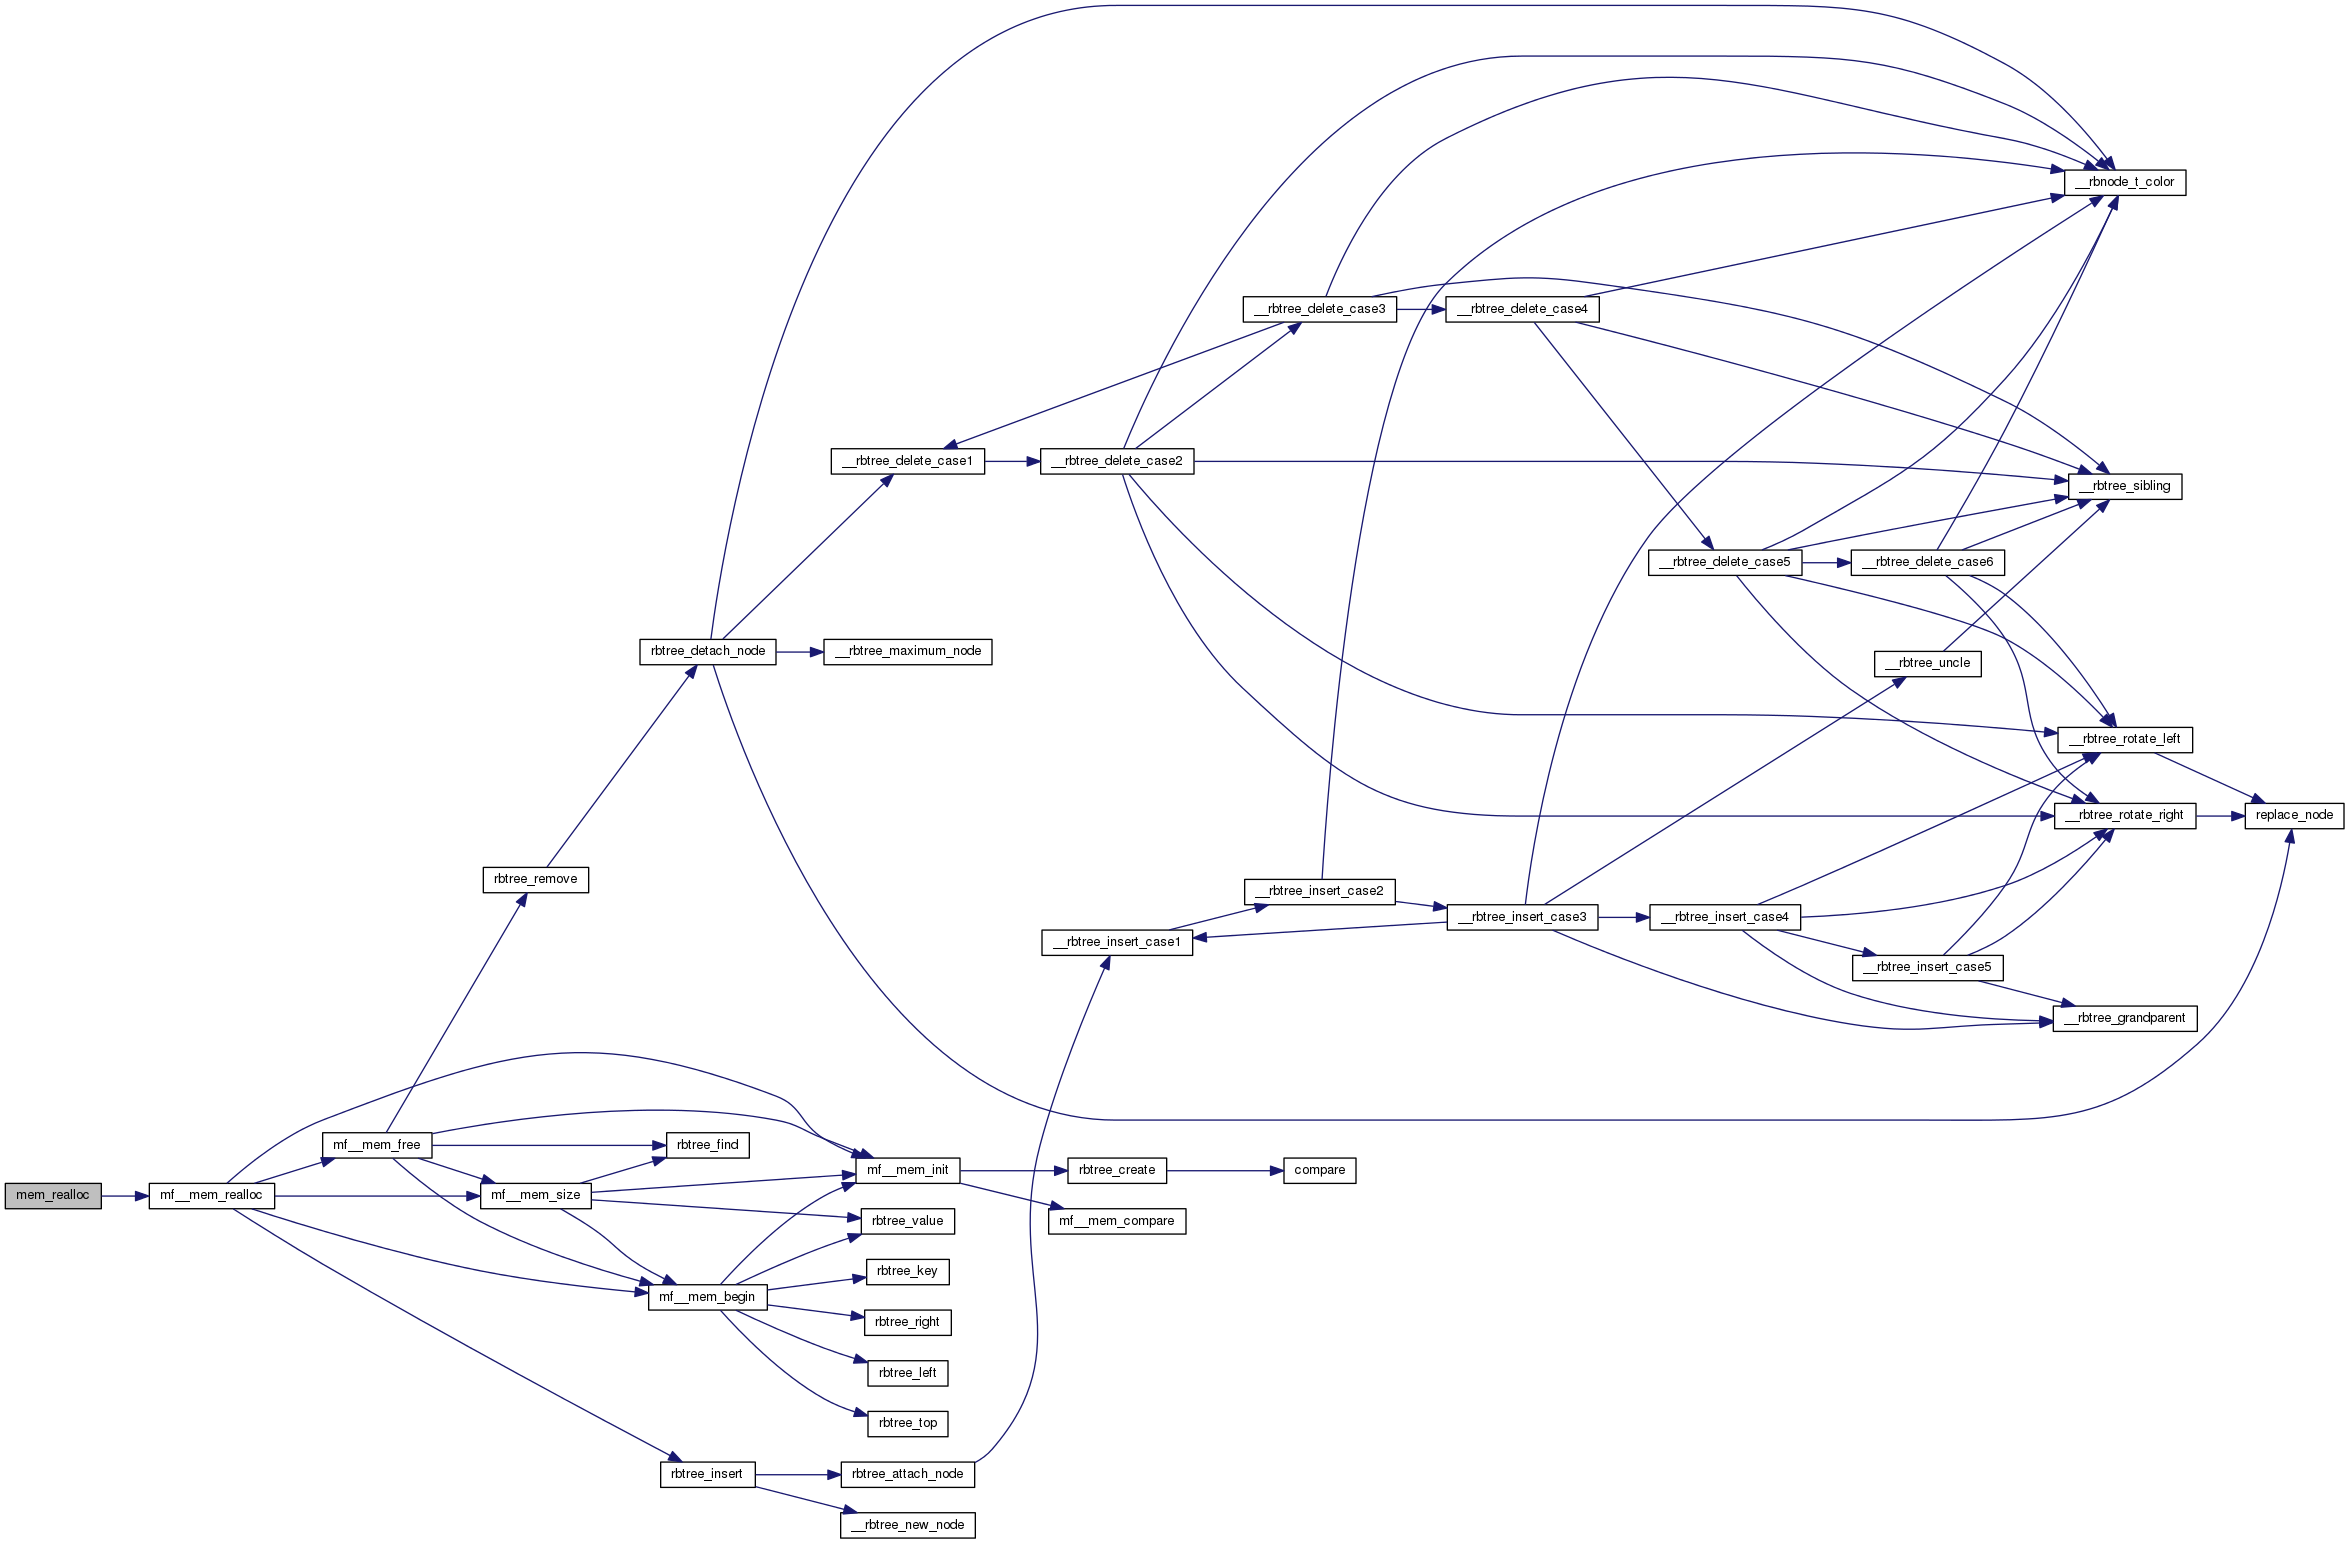 __rbnode_t_color
__rbtree_delete_case3
__rbtree_delete_case4
__rbtree_delete_case1
__rbtree_delete_case2
__rbtree_sibling
__rbtree_delete_case5
__rbtree_delete_case6
rbtree_detach_node
__rbtree_maximum_node
__rbtree_uncle
__rbtree_rotate_left
__rbtree_rotate_right
replace_node
rbtree_remove
__rbtree_insert_case2
__rbtree_insert_case3
__rbtree_insert_case4
__rbtree_insert_case1
__rbtree_insert_case5
__rbtree_grandparent
mf__mem_free
rbtree_find
mf__mem_init
rbtree_create
compare
mem_realloc
mf__mem_realloc
mf__mem_size
rbtree_value
mf__mem_compare
rbtree_key
mf__mem_begin
rbtree_right
rbtree_left
rbtree_top
rbtree_insert
rbtree_attach_node
__rbtree_new_node